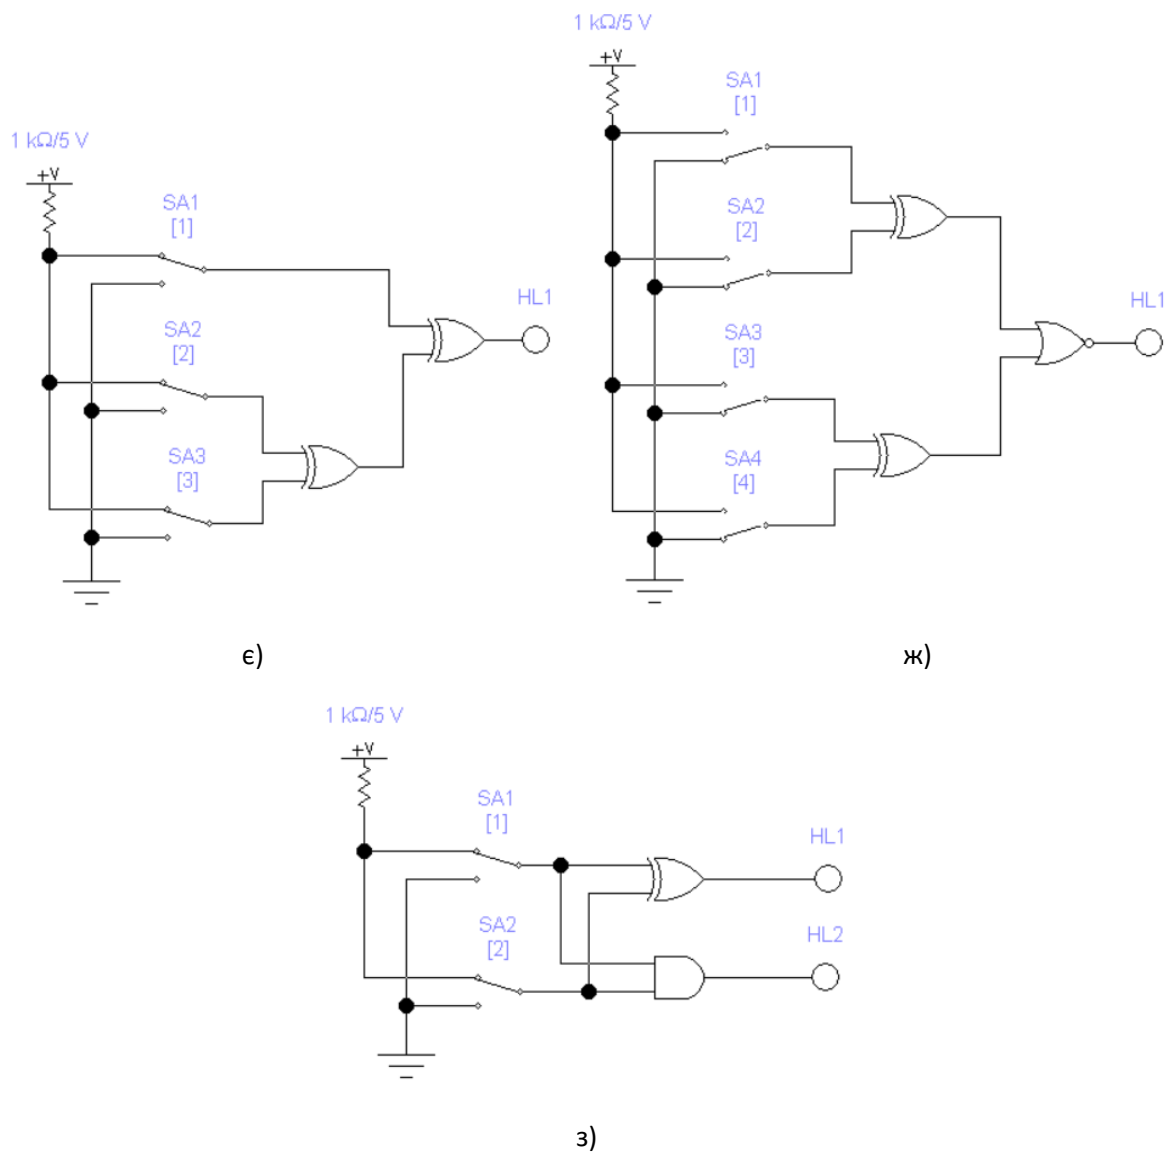 1 kΩ/5 V
+V
SA1
[1]
SA2
[2]
SA3
[3]
HL1
є)
1 kΩ/5 V
+V
SA1
[1]
SA2
[2]
SA3
[3]
SA4
[4]
HL1
ж)
1 kΩ/5 V
+V
SA1
[1]
SA2
[2]
HL1
HL2
з)